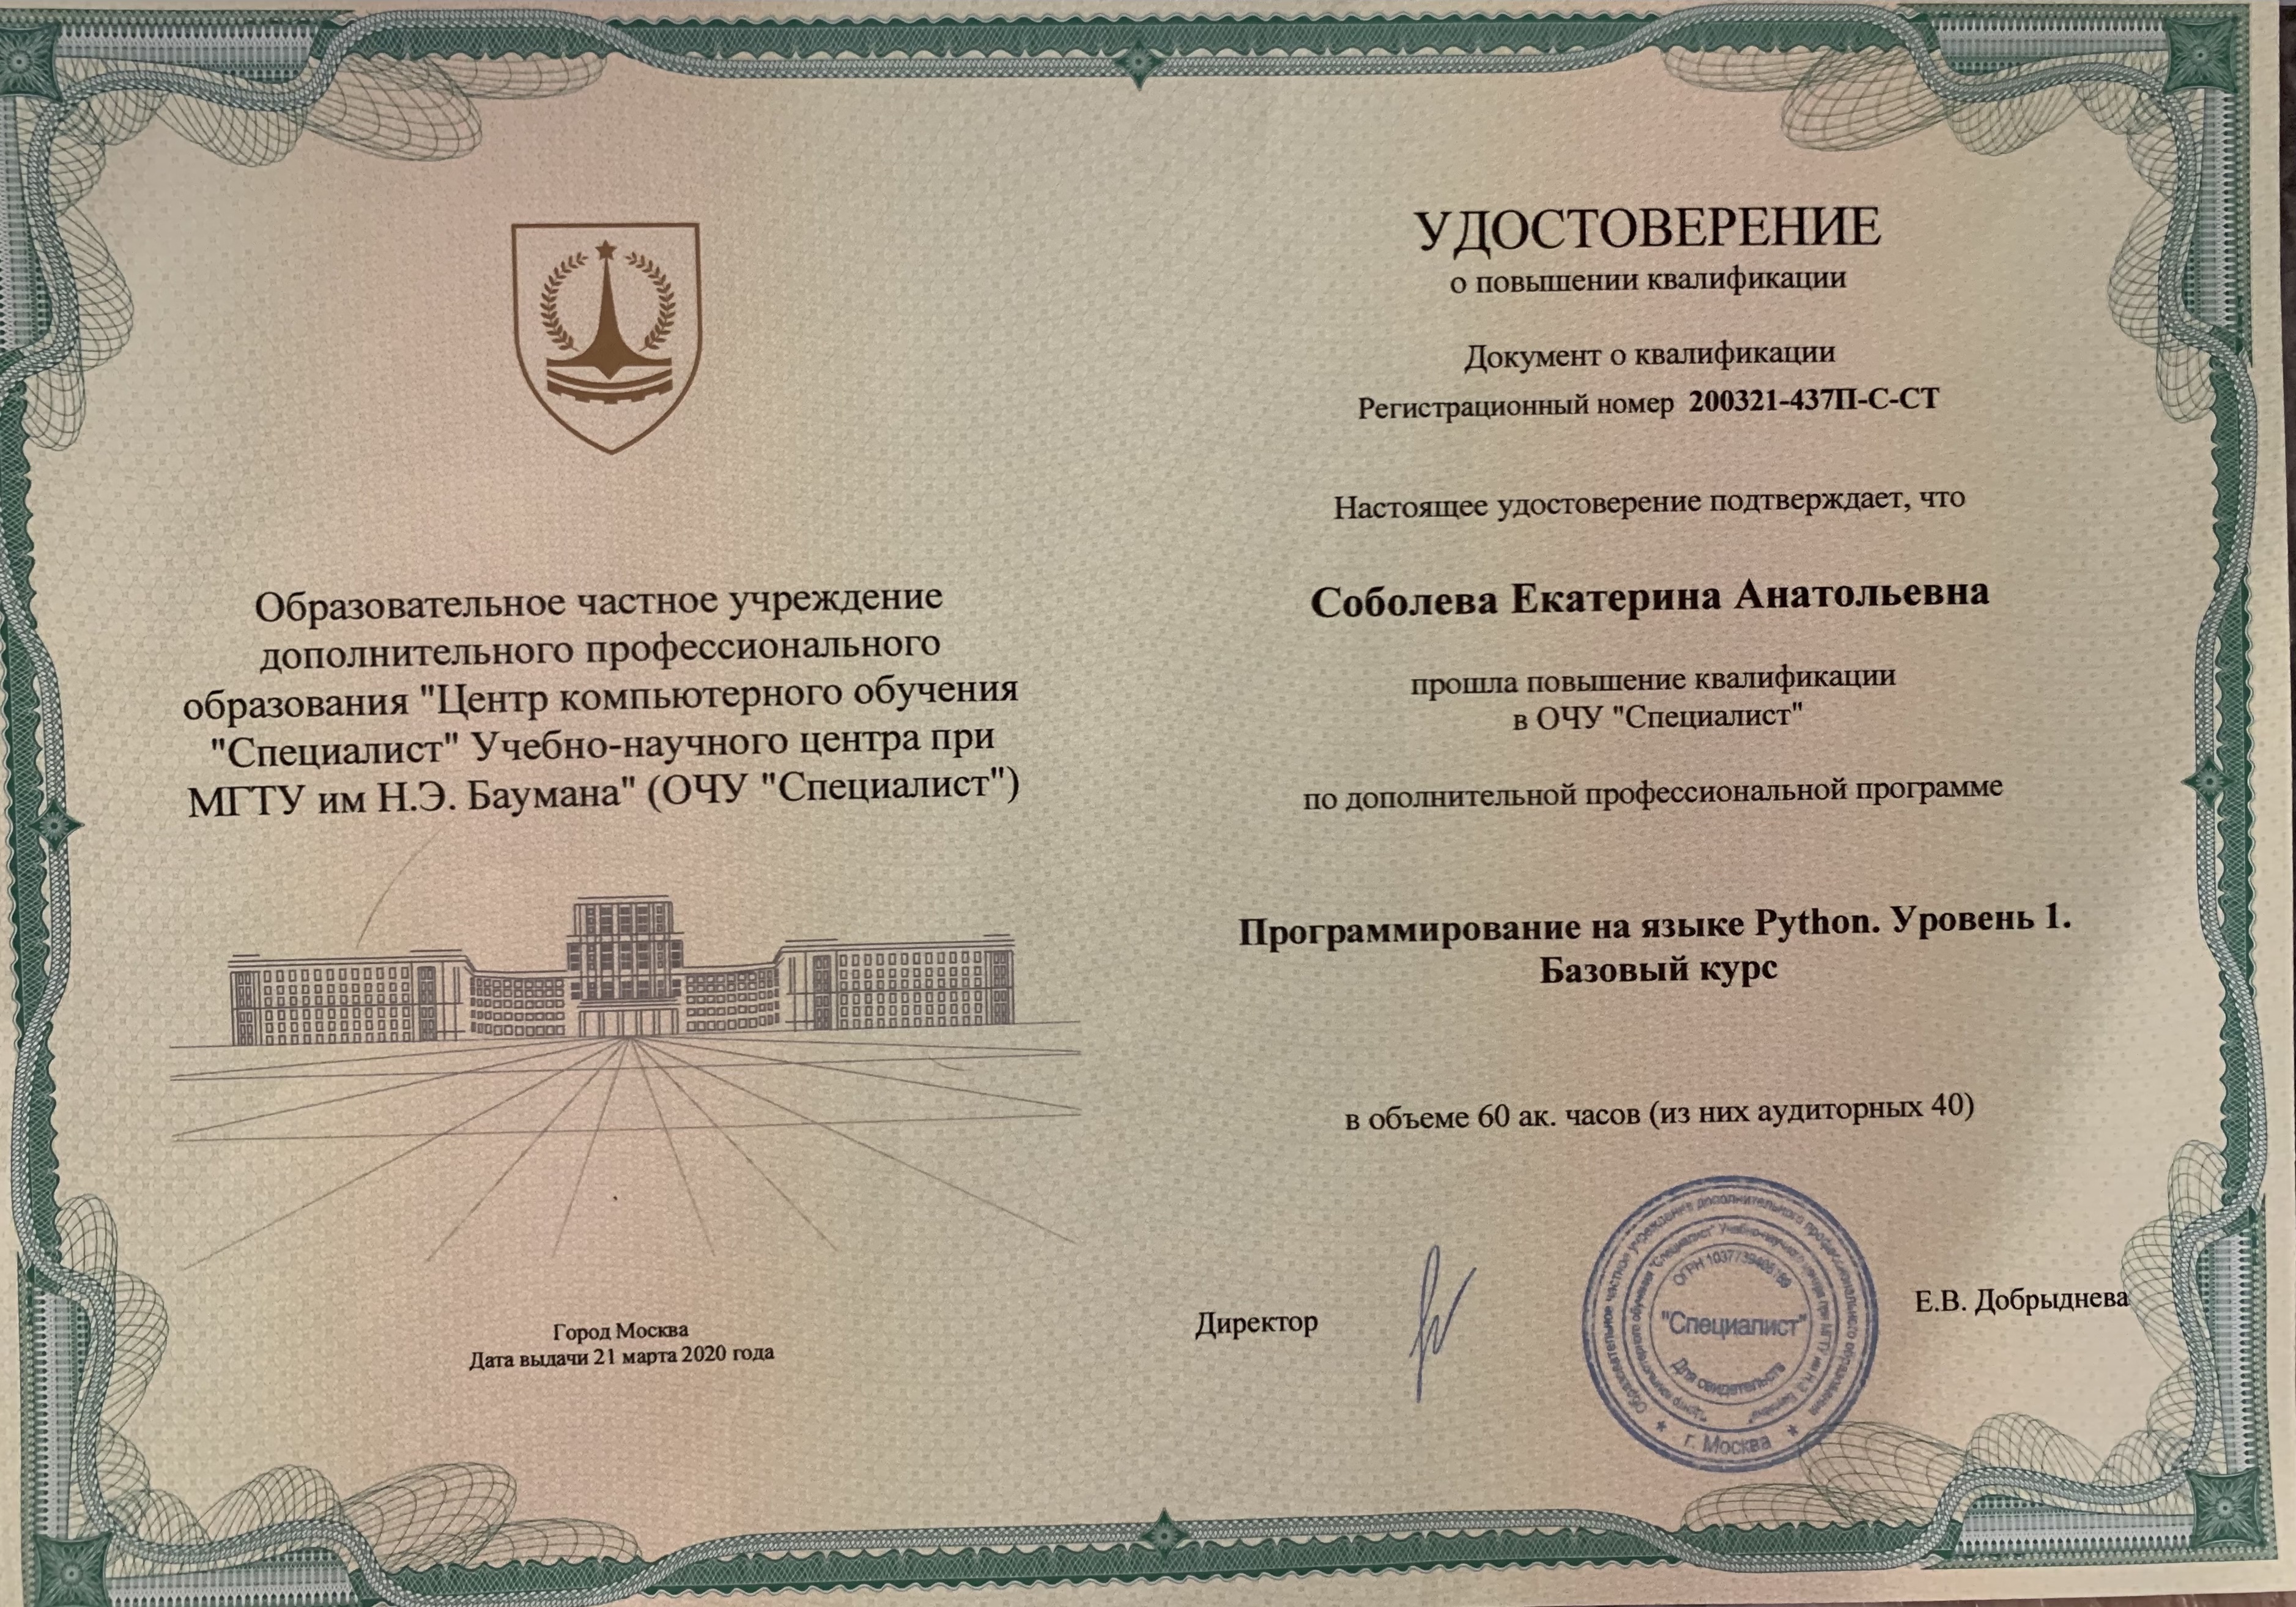 Образовательное частное учреждение
дополнительного профессионального
образования "Центр компьютерного обучения
"Специалист" Учебно-научного центра при
МГТУ им Н.Э. Баумана" (ОЧУ "Специалист")
Город Москва
Дата выдачи 21 марта 2020 года
УДОСТОВЕРЕНИЕ
о повышении квалификации
Документ о квалификации
Регистрационный номер 200321-437П-С-СТ
Настоящее удостоверение подтверждает, что
Соболева Екатерина Анатольевна
прошла повышение квалификации
в ОЧУ "Специалист"
по дополнительной профессиональной программе
Программирование на языке Python. Уровень 1.
Базовый курс
в объеме 60 ак. часов (из них аудиторных 40)
Директор
Е.В. Добрыднева
Образовательное частное учреждение дополнительного профессионального образования
"Центр компьютерного обучения "Специалист" Учебно-научного центра при МГТУ им Н.Э. Баумана"
ОГРН
"Специалист"
Для свидетельств
* г. Москва *